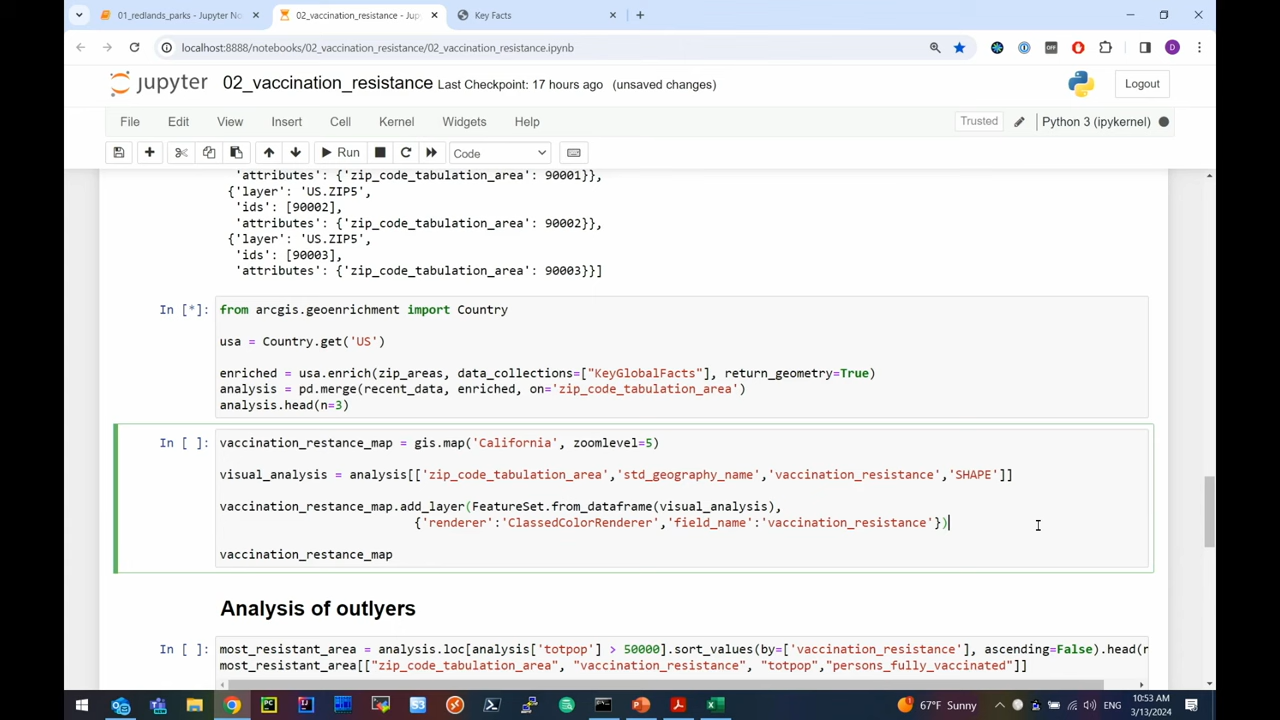 01_redlands_parks - Jupyter No
02_vaccination_resistance - Jup
localhost:8888/notebooks/02_vaccination_resistance/02_vaccination_resistance.ipynb
D
OFF
jupyter 02_vaccination_resistance Last Checkpoint: 17 hours ago (unsaved changes)
Logout
File Edit View Insert Cell Kernel Widgets Help
Trusted
Python 3 (ipykernel)
Run
Code
'attributes': {'zip_code_tabulation_area': 90001}},
{'layer': 'US.ZIP5',
'ids': [90002],
'attributes': {'zip_code_tabulation_area': 90002}},
{'layer': 'US.ZIP5',
'ids': [90003],
'attributes': {'zip_code_tabulation_area': 90003}}]
In [*]: from arcgis.geoenrichment import Country
usa = Country.get('US')
enriched = usa.enrich(zip_areas, data_collections=["KeyGlobalFacts"], return_geometry=True)
analysis = pd.merge(recent_data, enriched, on='zip_code_tabulation_area')
analysis.head(n=3)
In [ ]: vaccination_restance_map = gis.map('California', zoomlevel=5)
visual_analysis = analysis[['zip_code_tabulation_area','std_geography_name','vaccination_resistance','SHAPE']]
vaccination_restance_map.add_layer(FeatureSet.from_dataframe(visual_analysis),
{'renderer':'ClassedColorRenderer','field_name':'vaccination_resistance'})
vaccination_restance_map
Analysis of outlyers
In [ ]: most_resistant_area = analysis.loc[analysis['totpop'] > 50000].sort_values(by=['vaccination_resistance'], ascending=False).head(n
most_resistant_area[["zip_code_tabulation_area", "vaccination_resistance", "totpop","persons_fully_vaccinated"]]
67°F Sunny
ENG
10:53 AM
3/13/2024